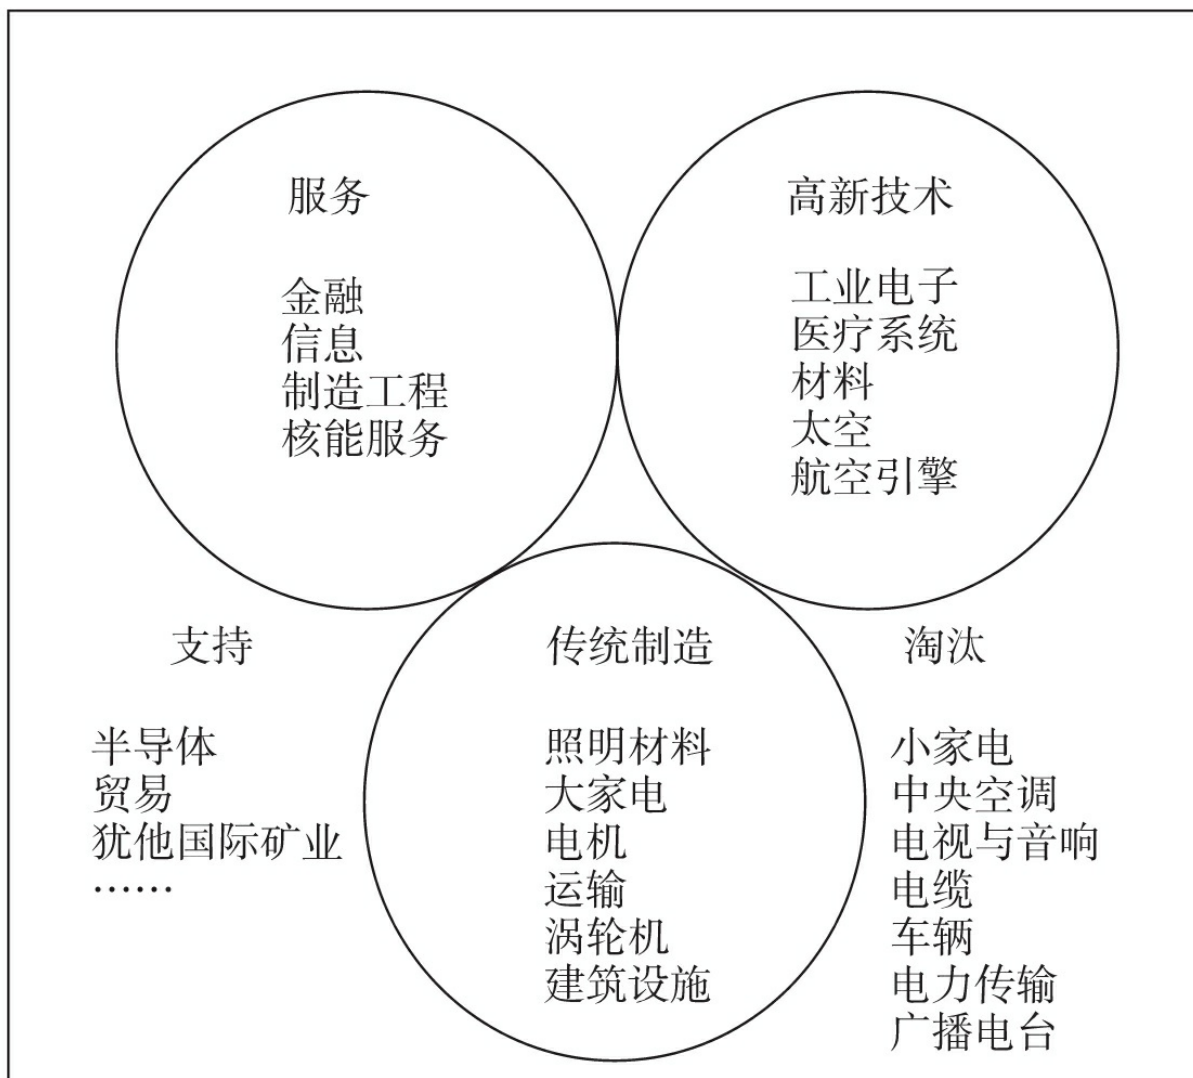 服务
金融
信息
制造工程
核能服务
高新技术
工业电子
医疗系统
材料
太空
航空引擎
支持
半导体
贸易
犹他国际矿业
……
传统制造
照明材料
大家电
电机
运输
涡轮机
建筑设施
淘汰
小家电
中央空调
电视与音响
电缆
车辆
电力传输
广播电台